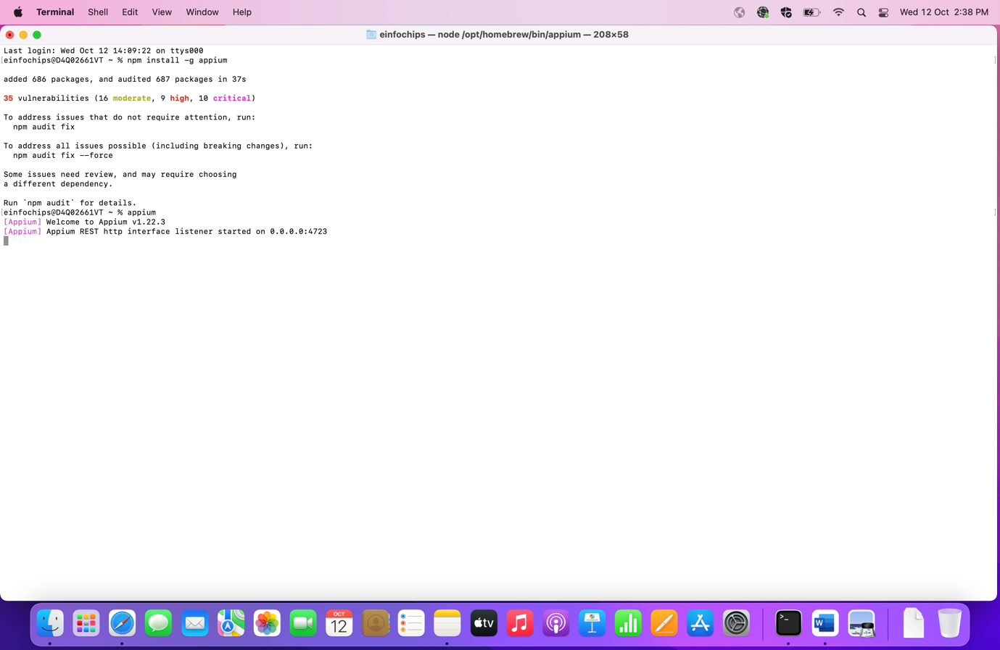 Terminal Shell Edit View Window Help Wed 12 Oct 2:38 PM
einfochips — node /opt/homebrew/bin/appium — 208×58
Last login: Wed Oct 12 14:09:22 on ttys000
[einfochips@D4Q02661VT ~ % npm install -g appium ]
added 686 packages, and audited 687 packages in 37s
35 vulnerabilities (16 moderate, 9 high, 10 critical)
To address issues that do not require attention, run:
npm audit fix
To address all issues possible (including breaking changes), run:
npm audit fix --force
Some issues need review, and may require choosing
a different dependency.
Run `npm audit` for details.
[einfochips@D4Q02661VT ~ % appium ]
[Appium] Welcome to Appium v1.22.3
[Appium] Appium REST http interface listener started on 0.0.0.0:4723
OCT
12
tv
>_
W